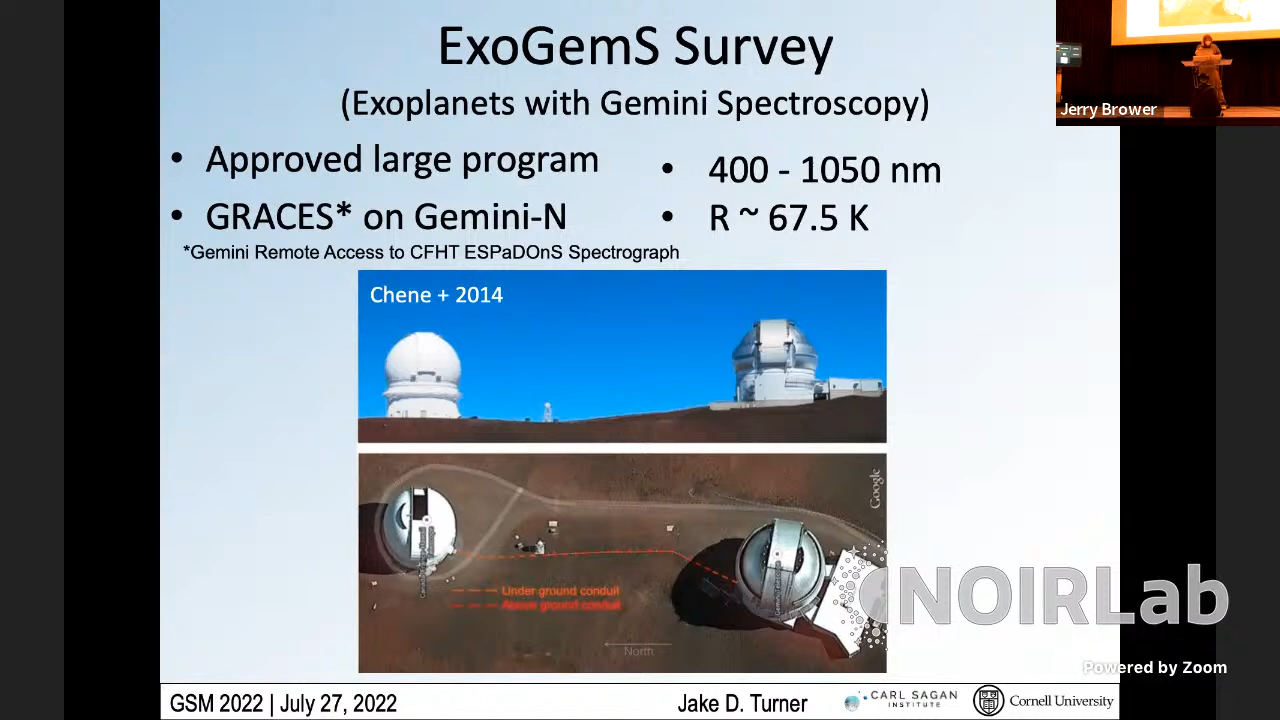 ExoGemS Survey
(Exoplanets with Gemini Spectroscopy)
• Approved large program
• GRACES* on Gemini-N
*Gemini Remote Access to CFHT ESPaDOnS Spectrograph
• 400 - 1050 nm
• R ~ 67.5 K
Jerry Brower
Chene + 2014
Google
Under ground conduit
Above ground conduit
North
NOIRLab
Powered by Zoom
GSM 2022 | July 27, 2022
Jake D. Turner
CARL SAGAN
INSTITUTE
Cornell University